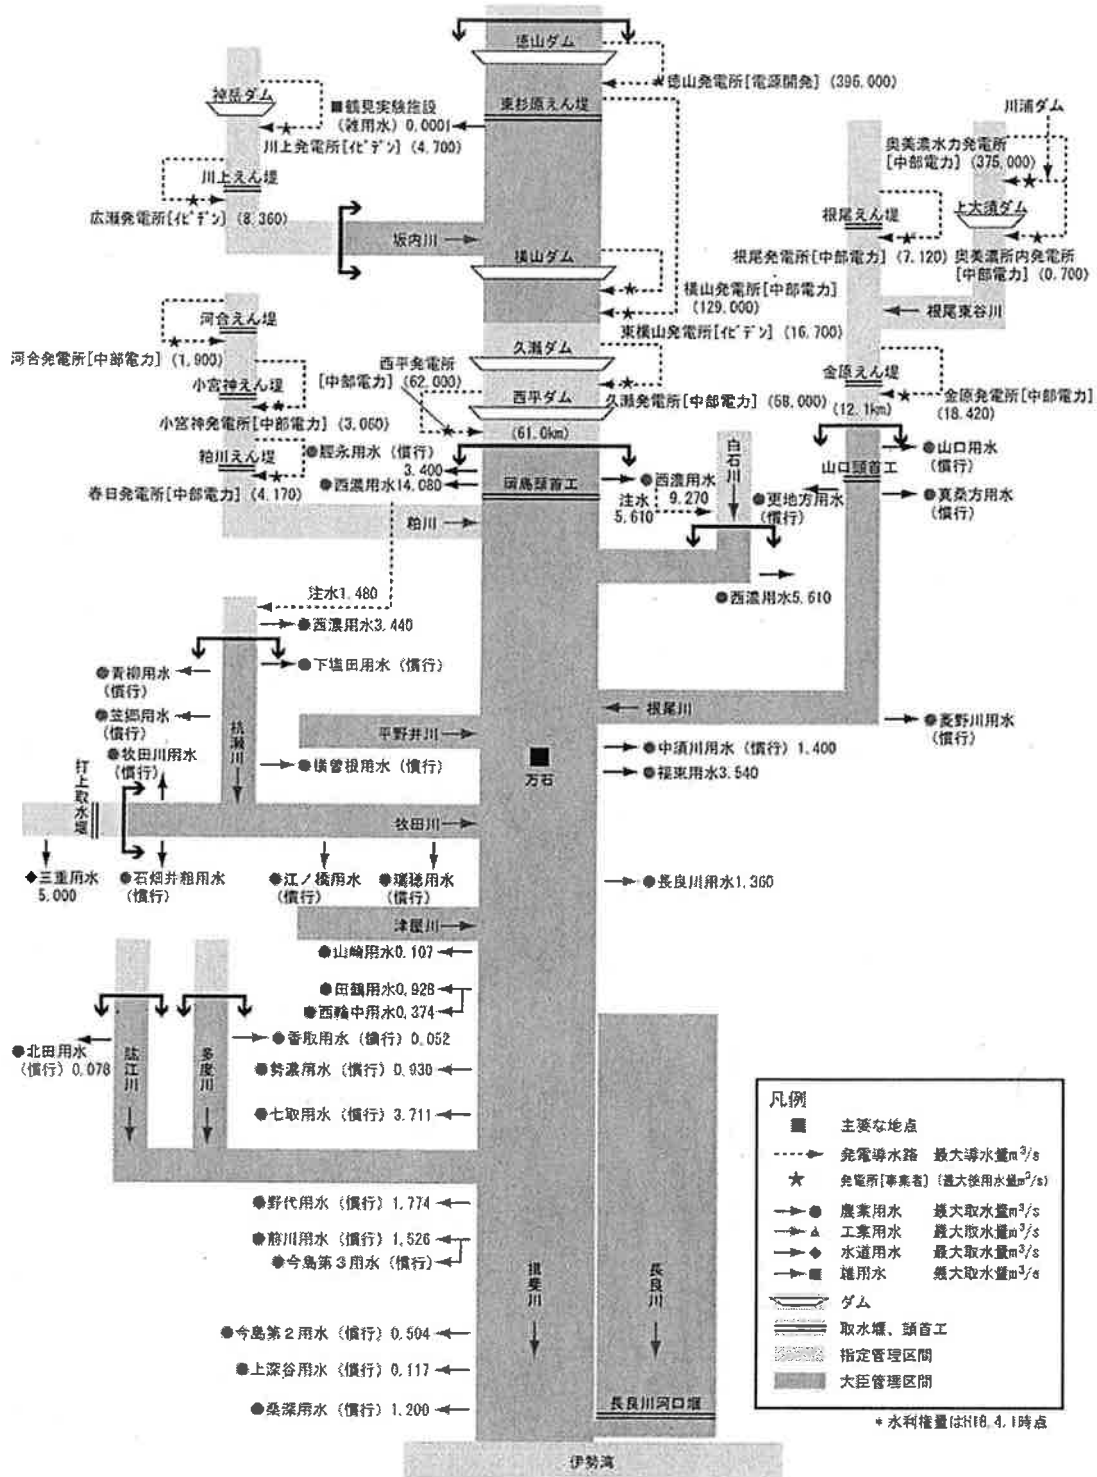 徳山ダム
徳山発電所[電源開発] (396.000)
神岳ダム
■鶴見実験施設
(雑用水) 0.0001
東杉原えん堤
川浦ダム
川上発電所[イビデン] (4.700)
奥美濃水力発電所
[中部電力] (375.000)
川上えん堤
広瀬発電所[イビデン] (8.360)
根尾えん堤
上大須ダム
坂内川
根尾発電所[中部電力] (7.120)
奥美濃所内発電所
[中部電力] (0.700)
横山ダム
横山発電所[中部電力]
(129.000)
根尾東谷川
河合えん堤
東横山発電所[イビデン] (16.700)
河合発電所[中部電力] (1.900)
西平発電所
[中部電力] (62.000)
久瀬ダム
小宮神えん堤
金原えん堤
西平ダム
久瀬発電所[中部電力] (58.000)
(12.1km)
金原発電所[中部電力]
(18.420)
小宮神発電所[中部電力] (3.060)
(61.0km)
粕川えん堤
●脛永用水 (慣行)
3.400
白石川
●山口用水
(慣行)
山口頭首工
春日発電所[中部電力] (4.170)
●西濃用水14.080
岡島頭首工
●西濃用水
9.270
注水
5.610
●更地方用水
(慣行)
●真桑方用水
(慣行)
粕川
注水1.480
●西濃用水5.610
●西濃用水3.440
●青柳用水
(慣行)
●下塩田用水 (慣行)
●笠郷用水
(慣行)
杭瀬川
根尾川
●菱野川用水
(慣行)
平野井川
●中須川用水 (慣行) 1.400
●牧田川用水
(慣行)
●横曽根用水 (慣行)
万石
●福束用水3.540
打上取水堰
牧田川
◆三重用水
5.000
●石畑井粗用水
(慣行)
●江ノ橋用水
(慣行)
●瑞穂用水
(慣行)
●長良川用水1.360
津屋川
●山崎用水0.107
●田鶴用水0.928
●西輪中用水0.374
●北田用水
(慣行) 0.078
肱江川
多度川
●香取用水 (慣行) 0.052
●勢濃用水 (慣行) 0.930
●七取用水 (慣行) 3.711
●野代用水 (慣行) 1.774
●前川用水 (慣行) 1.526
●今島第3用水 (慣行)
揖斐川
長良川
●今島第2用水 (慣行) 0.504
●上深谷用水 (慣行) 0.117
●桑深用水 (慣行) 1.200
長良川河口堰
伊勢湾
凡例
■ 主要な地点
発電導水路 最大導水量m³/s
★ 発電所[事業者] (最大使用水量m³/s)
● 農業用水 最大取水量m³/s
△ 工業用水 最大取水量m³/s
◆ 水道用水 最大取水量m³/s
■ 雑用水 最大取水量m³/s
ダム
取水堰、頭首工
指定管理区間
大臣管理区間
*水利権量はH18.4.1時点